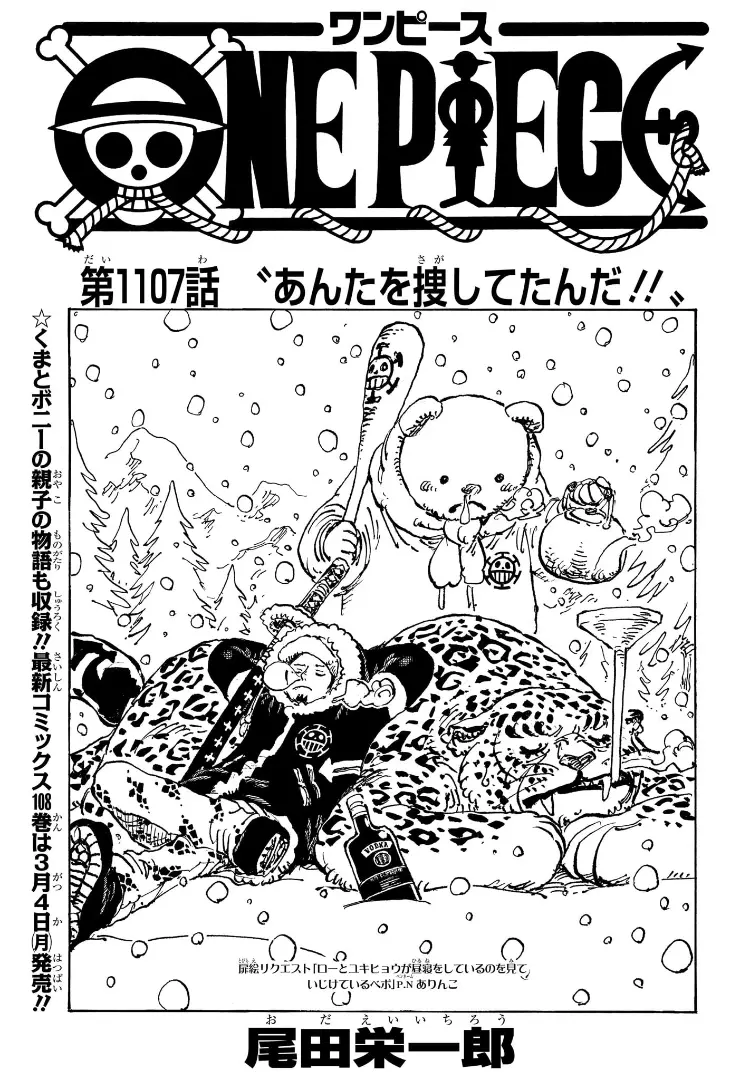 ワンピース
ONE PIECE
第1107話 〝あんたを捜してたんだ!!〟
☆くまとボニーの親子の物語も収録!!最新コミックス108巻は3月4日(月)発売!!
VODKA
扉絵リクエスト「ローとユキヒョウが昼寝をしているのを見て
いじけているベポ」P.N ありんこ
尾田栄一郎